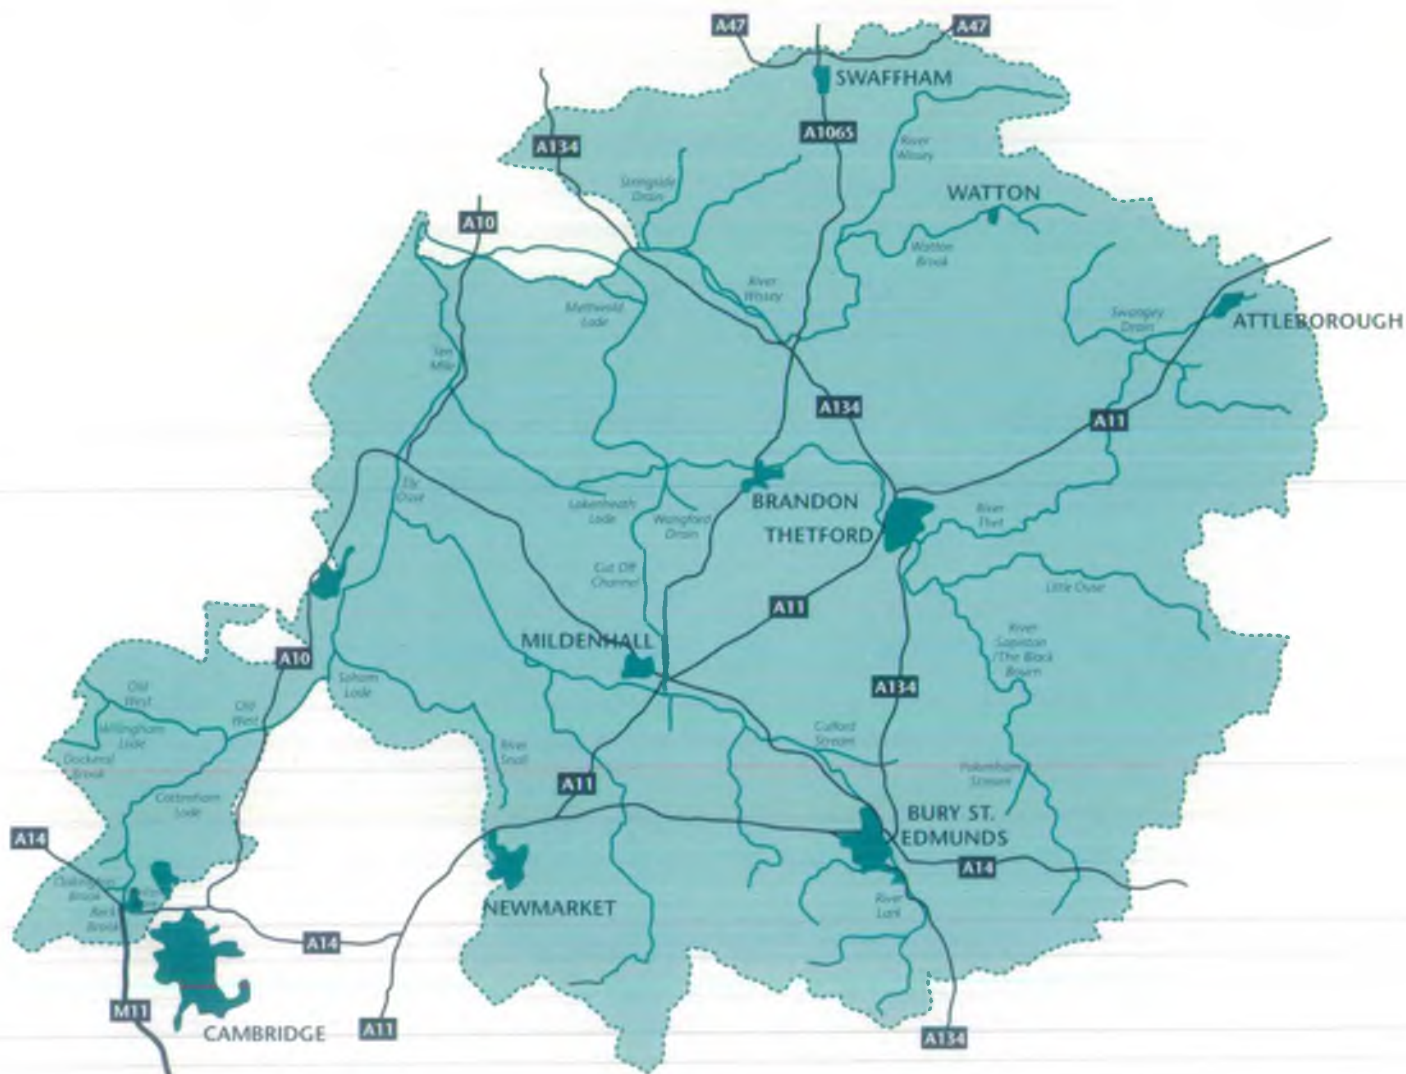 A47
A47
SWAFFHAM
A1065
A134
River
Wissey
Stringside
Drain
WATTON
A10
Watton
Brook
River
Wissey
Methwold
Lode
Swangey
Drain
ATTLEBOROUGH
Ten
Mile
A134
A11
Ely
Ouse
Lakenheath
Lode
Wangford
Drain
BRANDON
THETFORD
River
Thet
Cut Off
Channel
Little Ouse
A11
MILDENHALL
River
Sapiston
/The Black
Bourn
A10
Soham
Lode
A134
Old
West
Old
West
Willingham
Lode
Brook
Culford
Stream
River
Snail
Pakenham
Stream
A11
Cottenham
Lode
BURY ST.
EDMUNDS
A14
A14
Brook
Beck
Brook
River
Lark
NEWMARKET
A14
M11
CAMBRIDGE
A11
A134